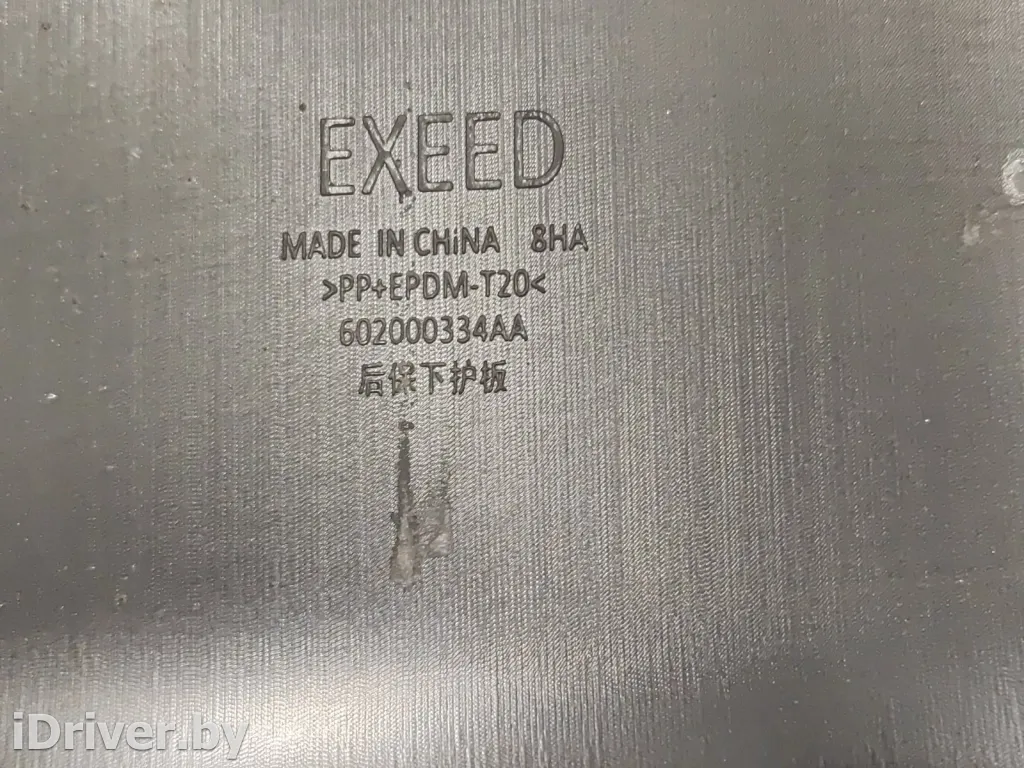 EXEED
MADE IN CHiNA 8HA
>PP+EPDM-T20<
602000334AA
后保下护板
iDriver.by